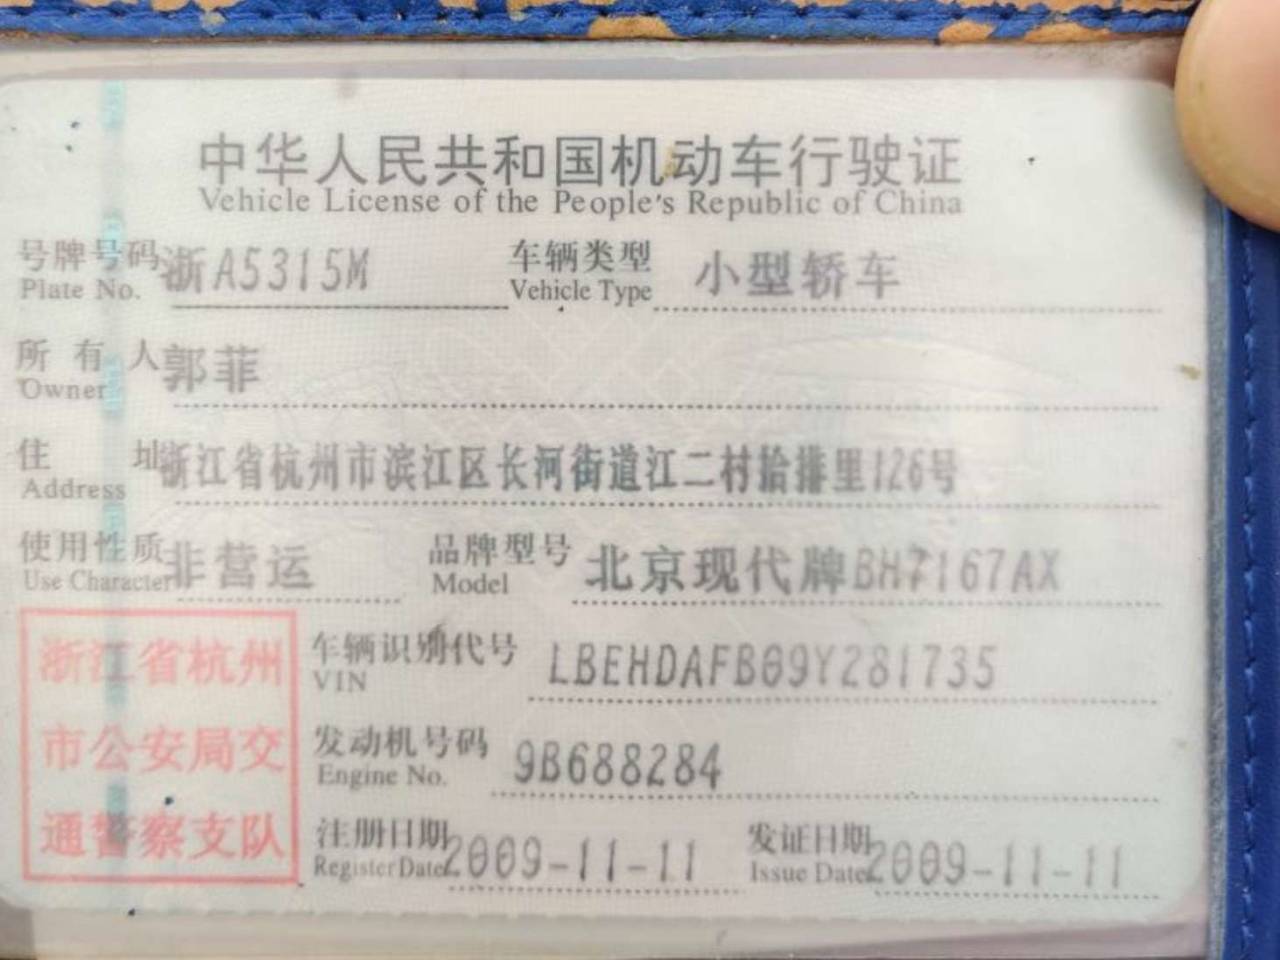 中华人民共和国机动车行驶证
Vehicle License of the People's Republic of China
号牌号码 浙A5315M 车辆类型 小型轿车
Plate No. Vehicle Type
所有人 郭菲
Owner
住址 浙江省杭州市滨江区长河街道江二村拾排里126号
Address
使用性质 非营运 品牌型号 北京现代牌BH7167AX
Use Character Model
浙江省杭州
市公安局交
通警察支队
车辆识别代号 LBEHDAFB09Y281735
VIN
发动机号码 9B688284
Engine No.
注册日期 2009-11-11 发证日期 2009-11-11
Register Date Issue Date